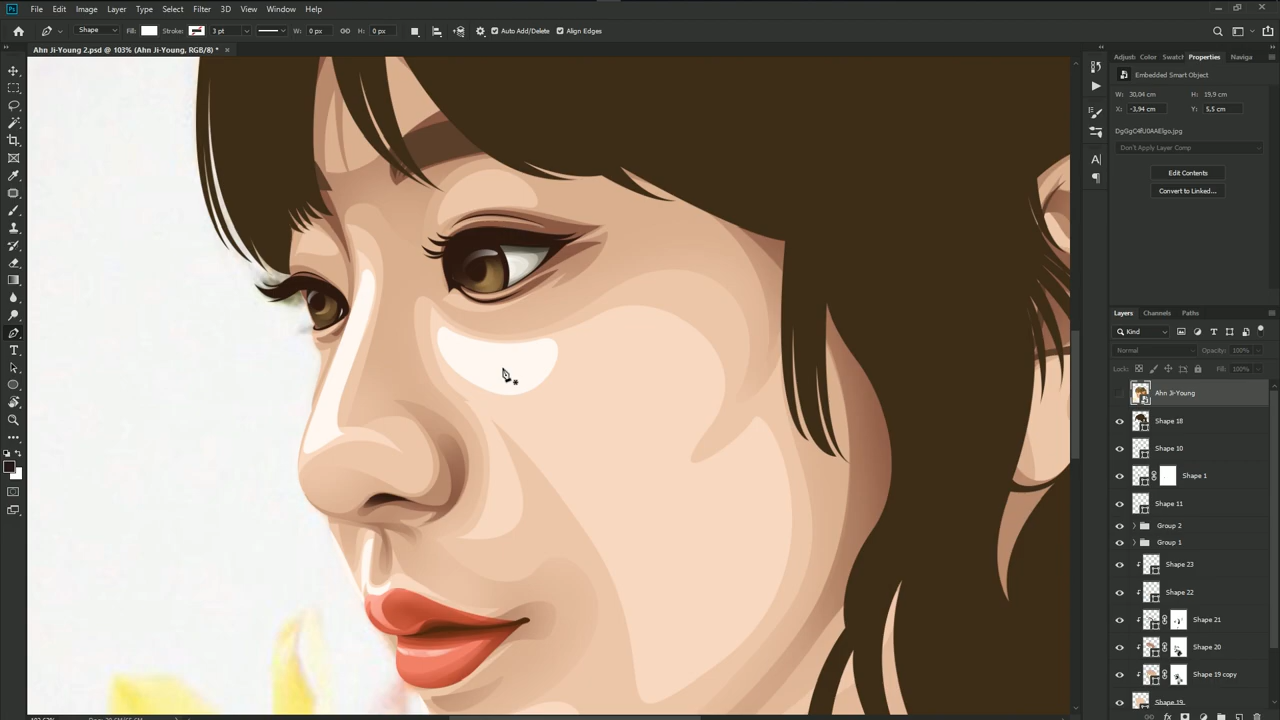 Ps File Edit Image Layer Type Select Filter 3D View Window Help
Shape Fill: Stroke: 3 pt W: 0 px H: 0 px Auto Add/Delete Align Edges
Ahn Ji-Young 2.psd @ 103% (Ahn Ji-Young, RGB/8) * ×
Adjust Color Swatch Properties Naviga
Embedded Smart Object
W: 30,04 cm H: 19,9 cm
X: -3,94 cm Y: 5,5 cm
Don't Apply Layer Comp
Edit Contents
Convert to Linked...
Layers Channels Paths
Kind
Normal Opacity: 100%
Lock: Fill: 100%
Ahn Ji-Young
Shape 18
Shape 10
Shape 1
Shape 11
Group 2
Group 1
Shape 23
Shape 22
Shape 21
Shape 20
Shape 19 copy
Shape 19